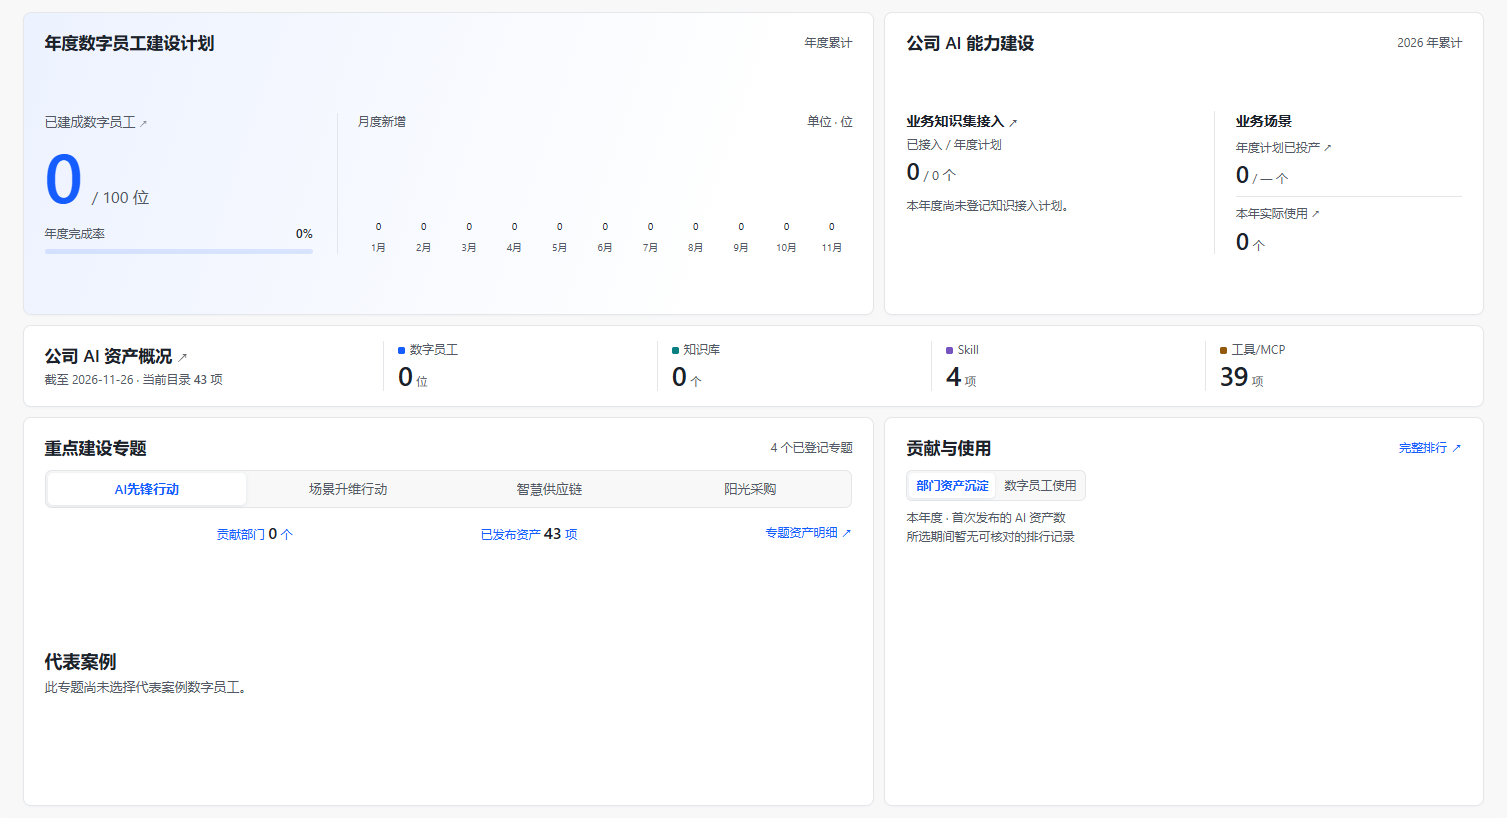 年度数字员工建设计划
年度累计
已建成数字员工 ↗
0 / 100 位
年度完成率 0%
月度新增 单位 · 位
0 0 0 0 0 0 0 0 0 0 0
1月 2月 3月 4月 5月 6月 7月 8月 9月 10月 11月
公司 AI 能力建设
2026 年累计
业务知识集接入 ↗
已接入 / 年度计划
0 / 0 个
本年度尚未登记知识接入计划。
业务场景
年度计划已投产 ↗
0 / — 个
本年实际使用 ↗
0 个
公司 AI 资产概况 ↗
截至 2026-11-26 · 当前目录 43 项
数字员工
0 位
知识库
0 个
Skill
4 项
工具/MCP
39 项
重点建设专题
4 个已登记专题
AI先锋行动 场景升维行动 智慧供应链 阳光采购
贡献部门 0 个 已发布资产 43 项 专题资产明细 ↗
代表案例
此专题尚未选择代表案例数字员工。
贡献与使用
完整排行 ↗
部门资产沉淀 数字员工使用
本年度 · 首次发布的 AI 资产数
所选期间暂无可核对的排行记录